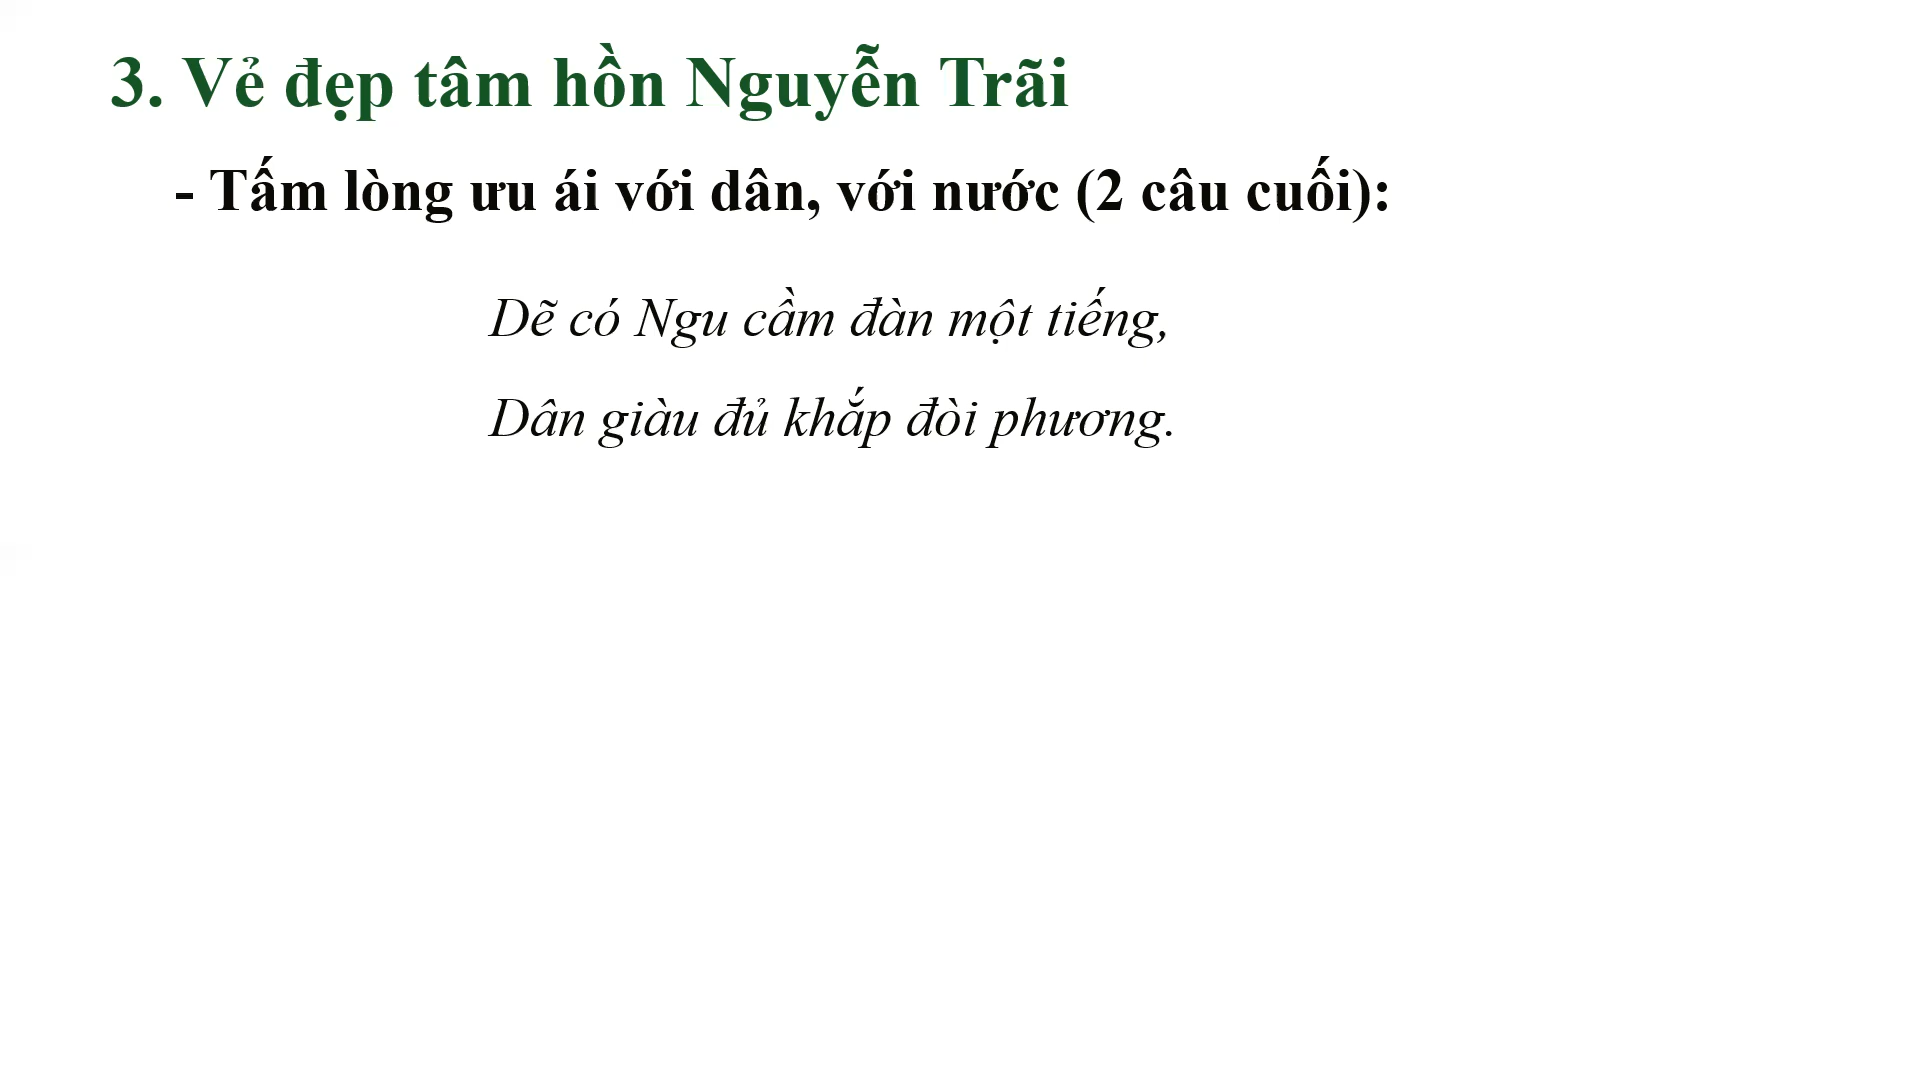 3. Vẻ đẹp tâm hồn Nguyễn Trãi
- Tấm lòng ưu ái với dân, với nước (2 câu cuối):
Dẽ có Ngu cầm đàn một tiếng,
Dân giàu đủ khắp đòi phương.